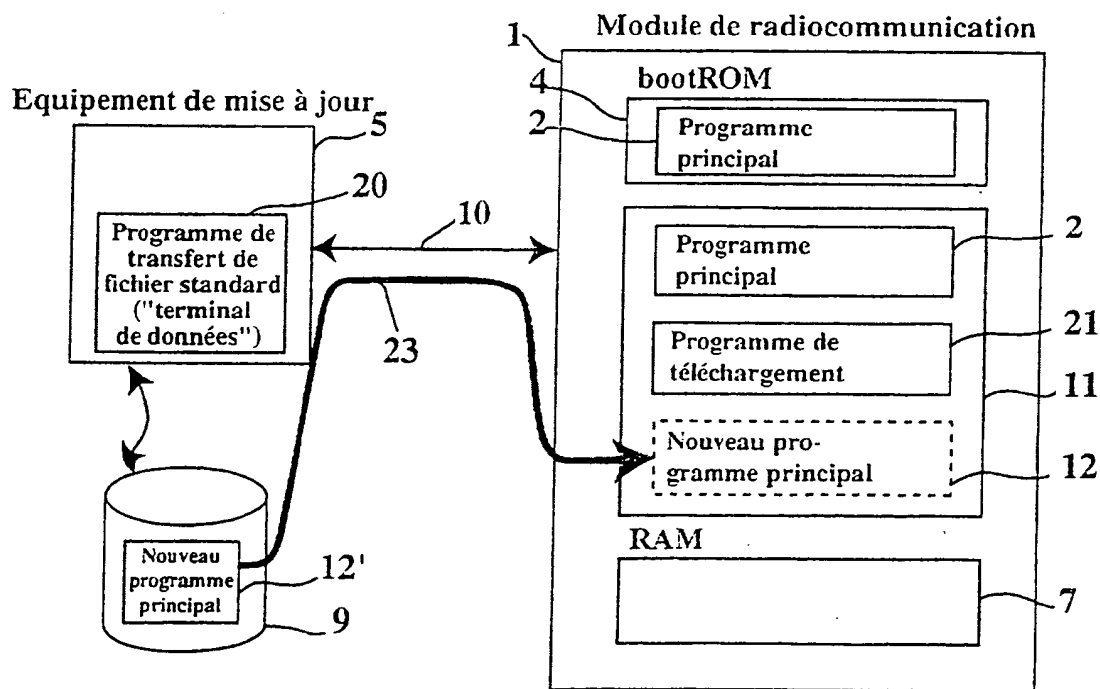 Module de radiocommunication
1
bootROM
4
2
Programme
principal
Equipement de mise à jour
5
20
Programme de
transfert de
fichier standard
("terminal
de données")
10
23
Programme
principal
2
Programme de
téléchargement
21
11
Nouveau pro-
gramme principal
12
RAM
7
Nouveau
programme
principal
12'
9